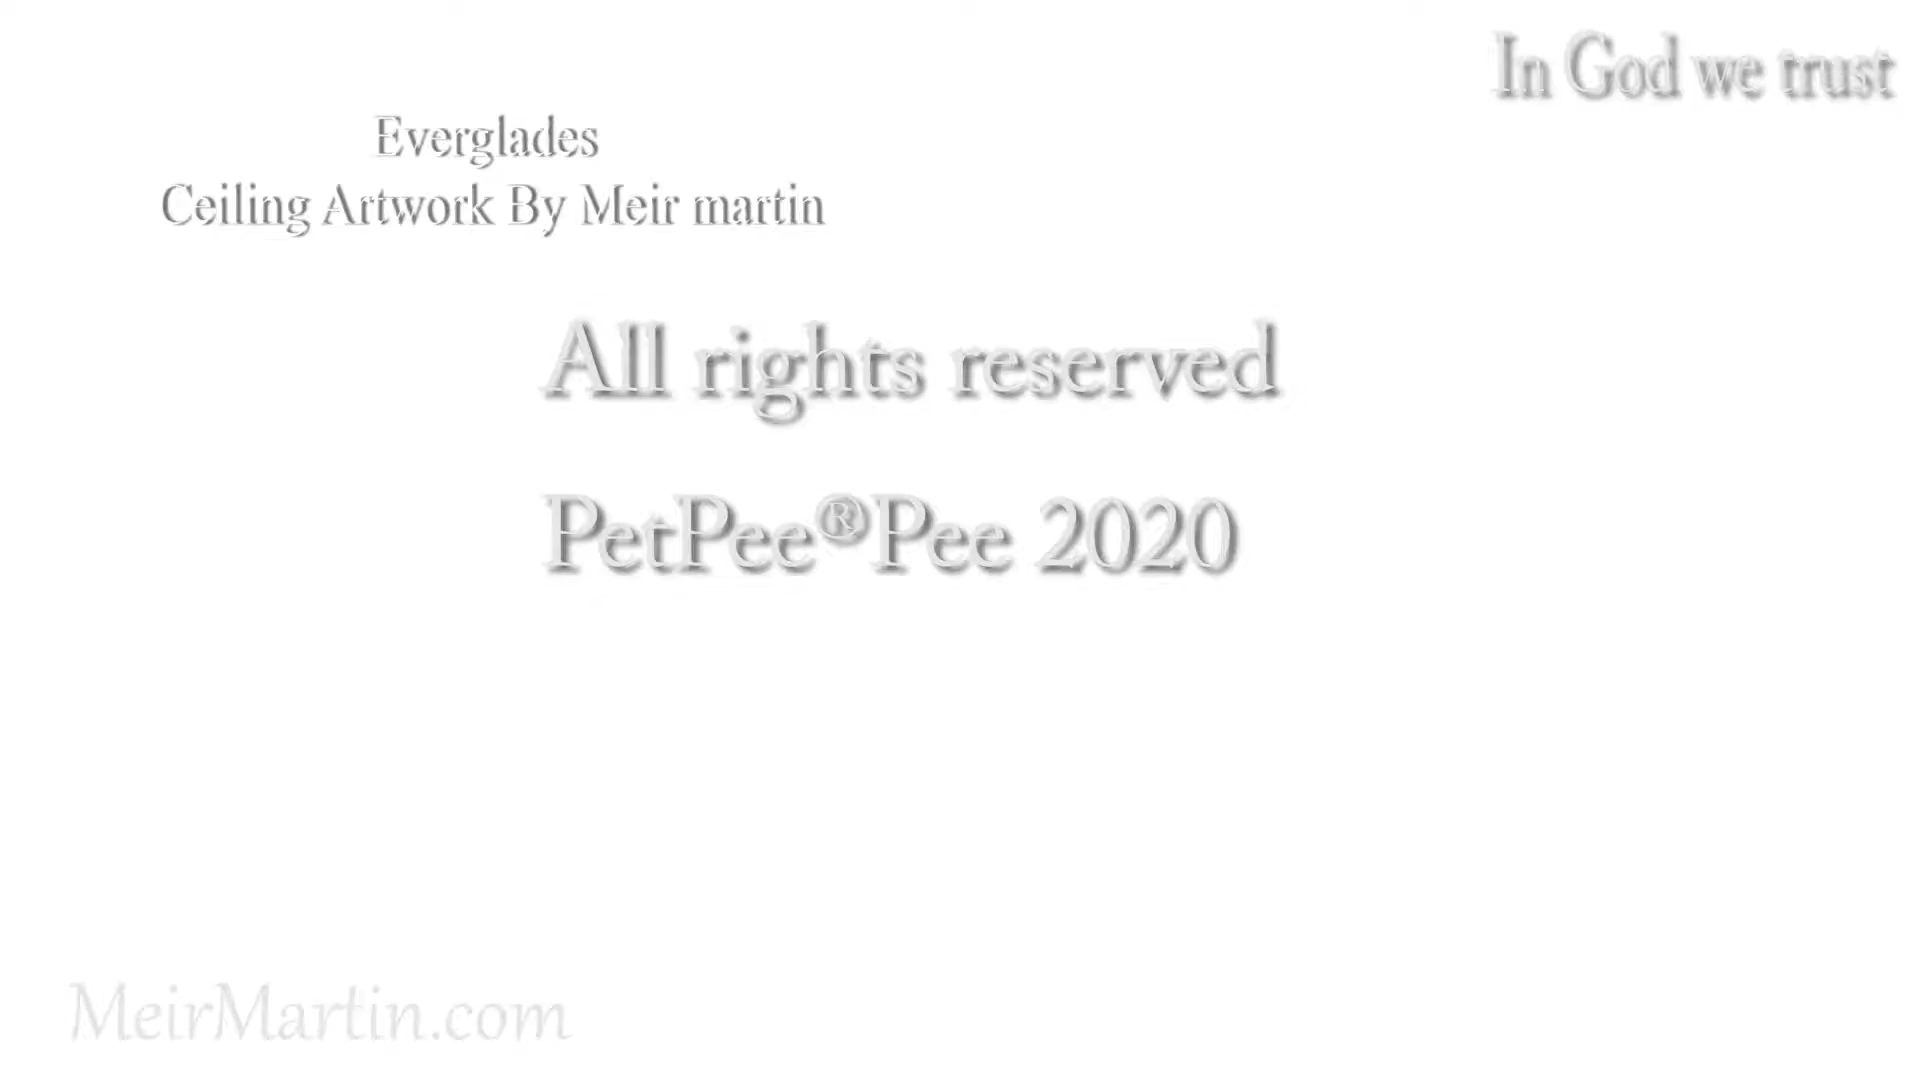 In God we trust
Everglades
Ceiling Artwork By Meir martin
All rights reserved
PetPee®Pee 2020
MeirMartin.com